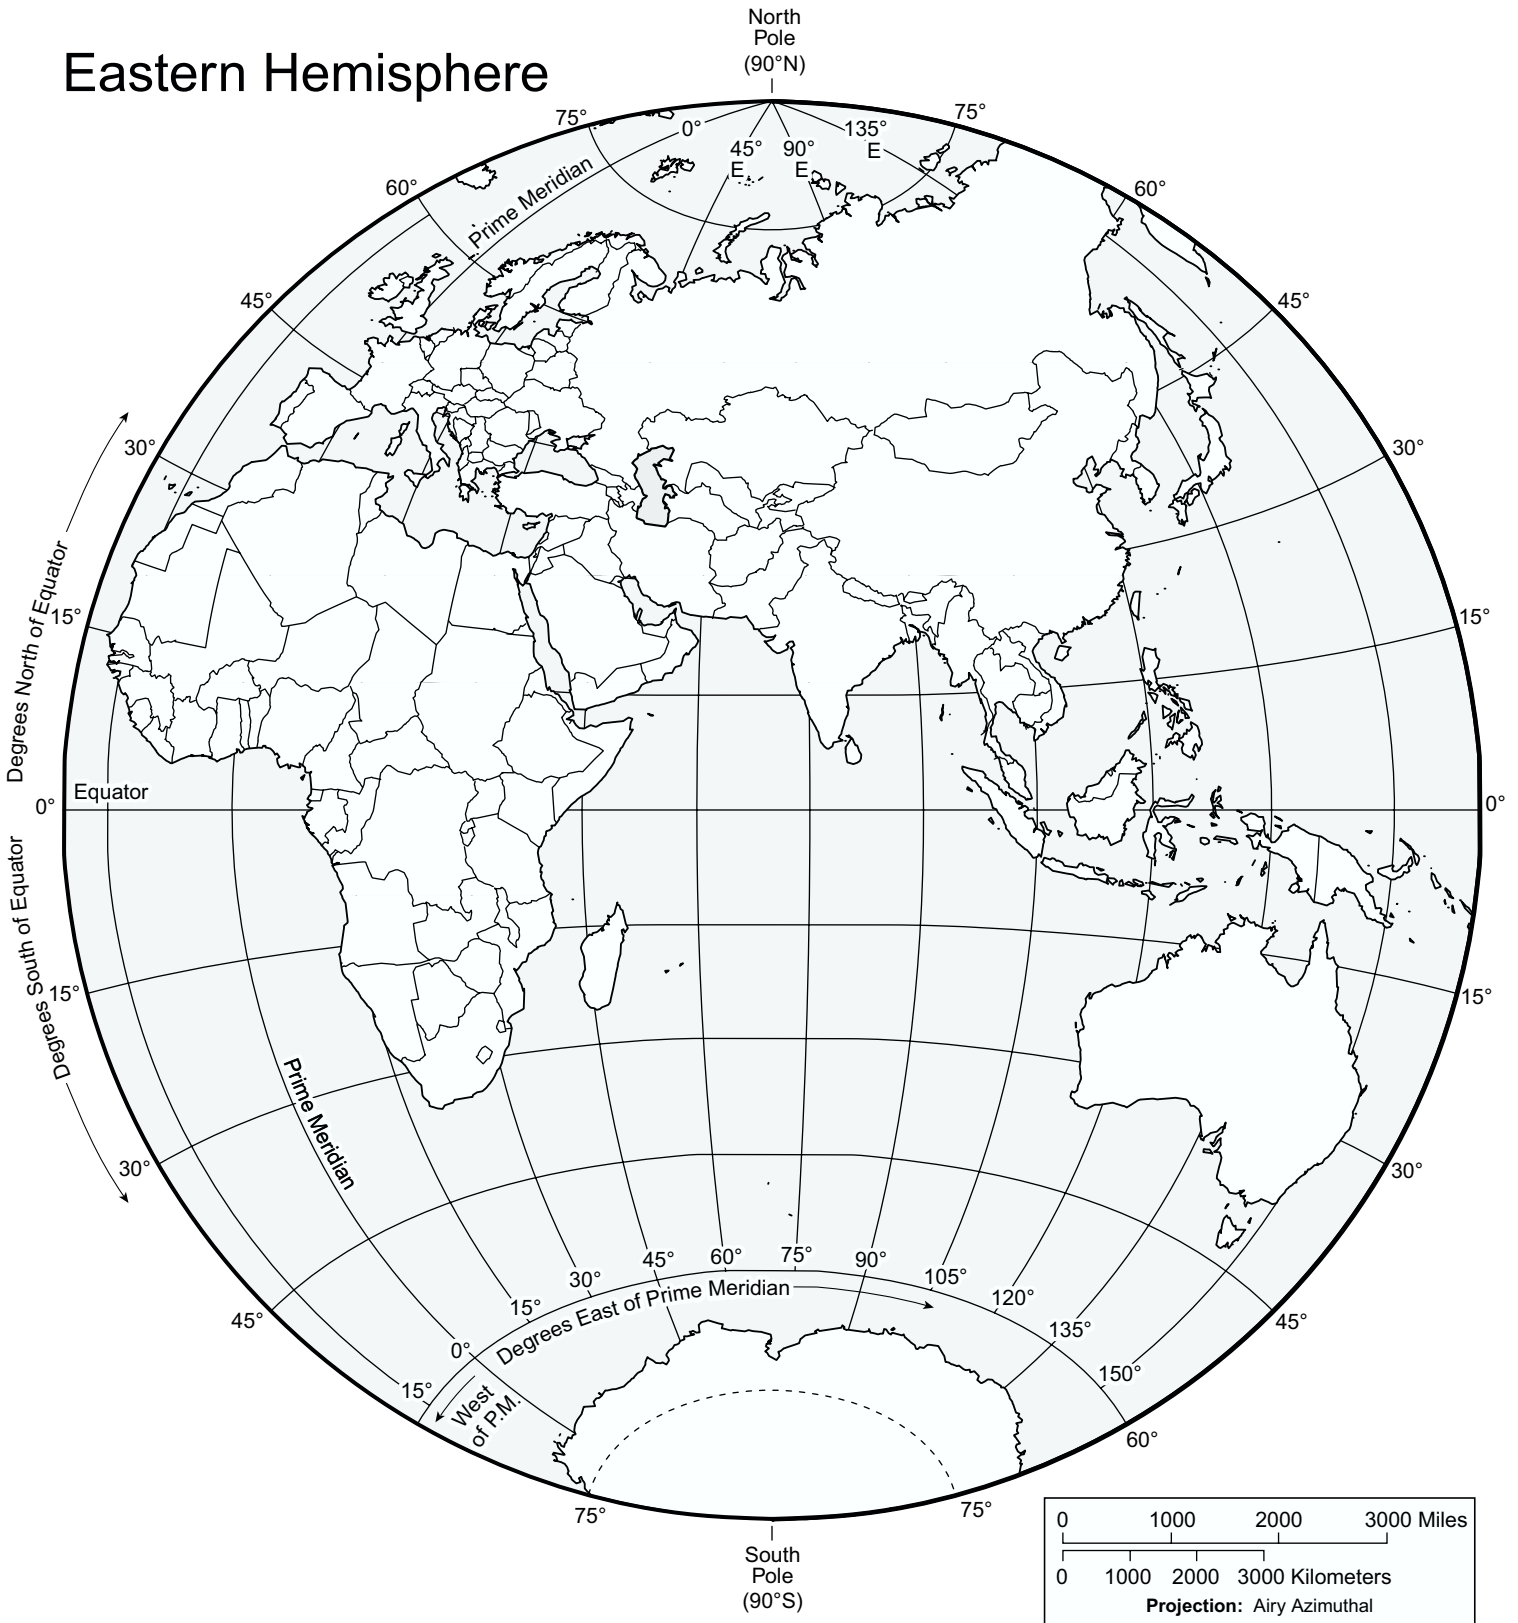 North
Pole
(90°N)
Eastern Hemisphere
75°
0°
45°
E
90°
E
135°
E
75°
60°
Prime Meridian
60°
45°
45°
30°
30°
Degrees North of Equator
15°
15°
Equator
0°
0°
Degrees South of Equator
15°
15°
Prime Meridian
30°
30°
45°
60°
75°
90°
45°
30°
15°
0°
15°
105°
120°
135°
150°
Degrees East of Prime Meridian
West
of P.M.
45°
45°
60°
75°
75°
South
Pole
(90°S)
0 1000 2000 3000 Miles
0 1000 2000 3000 Kilometers
Projection: Airy Azimuthal